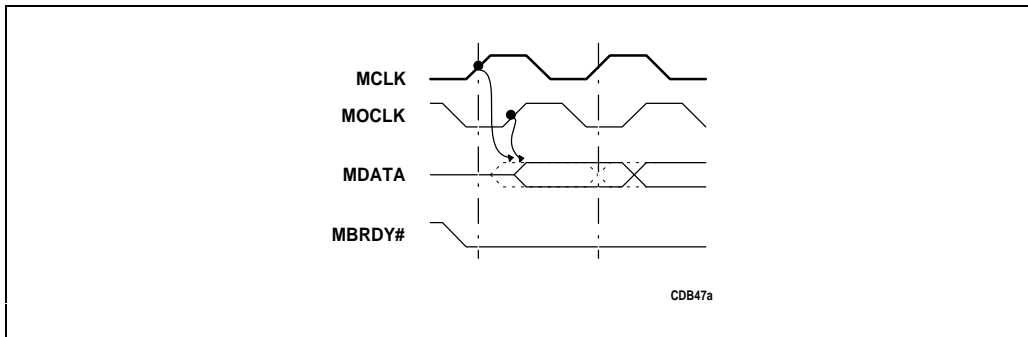 MCLK
MOCLK
MDATA
MBRDY#
CDB47a